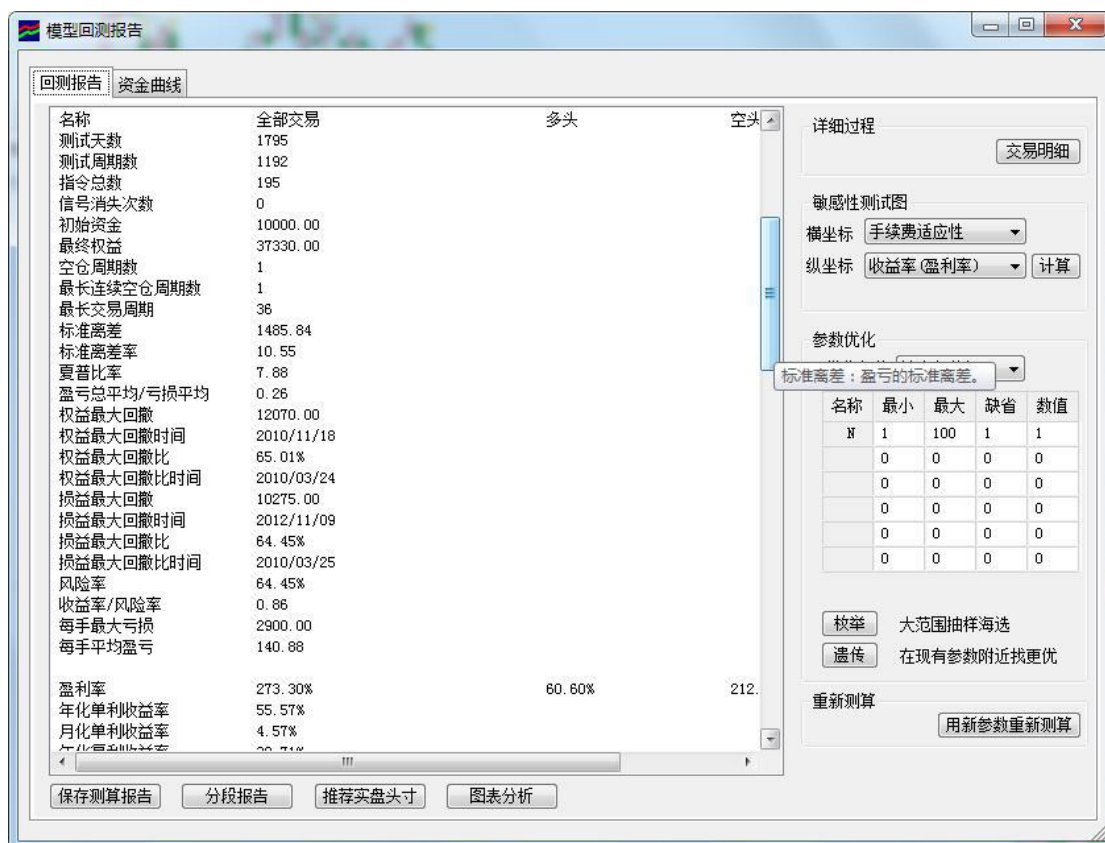 模型回测报告
回测报告 资金曲线
名称 全部交易 多头 空头
测试天数 1795
测试周期数 1192
指令总数 195
信号消失次数 0
初始资金 10000.00
最终权益 37330.00
空仓周期数 1
最长连续空仓周期数 1
最长交易周期 36
标准离差 1485.84
标准离差率 10.55
夏普比率 7.88
盈亏总平均/亏损平均 0.26
权益最大回撤 12070.00
权益最大回撤时间 2010/11/18
权益最大回撤比 65.01%
权益最大回撤比时间 2010/03/24
损益最大回撤 10275.00
损益最大回撤时间 2012/11/09
损益最大回撤比 64.45%
损益最大回撤比时间 2010/03/25
风险率 64.45%
收益率/风险率 0.86
每手最大亏损 2900.00
每手平均盈亏 140.88
盈利率 273.30% 60.60% 212.
年化单利收益率 55.57%
月化单利收益率 4.57%
保存测算报告 分段报告 推荐实盘头寸 图表分析
详细过程
交易明细
敏感性测试图
横坐标 手续费适应性
纵坐标 收益率(盈利率) 计算
参数优化
标准离差：盈亏的标准离差。
名称 最小 最大 缺省 数值
N 1 100 1 1
0 0 0 0
0 0 0 0
0 0 0 0
0 0 0 0
0 0 0 0
枚举 大范围抽样海选
遗传 在现有参数附近找更优
重新测算
用新参数重新测算